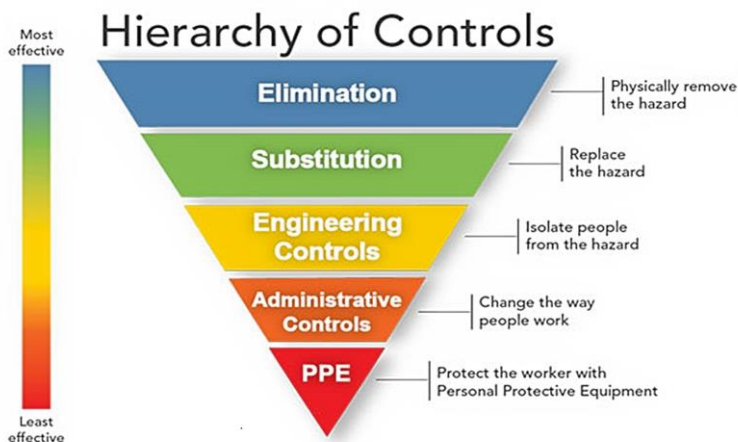 Hierarchy of Controls
Most
effective
Elimination
Physically remove
the hazard
Substitution
Replace
the hazard
Engineering
Controls
Isolate people
from the hazard
Administrative
Controls
Change the way
people work
PPE
Protect the worker with
Personal Protective Equipment
Least
effective